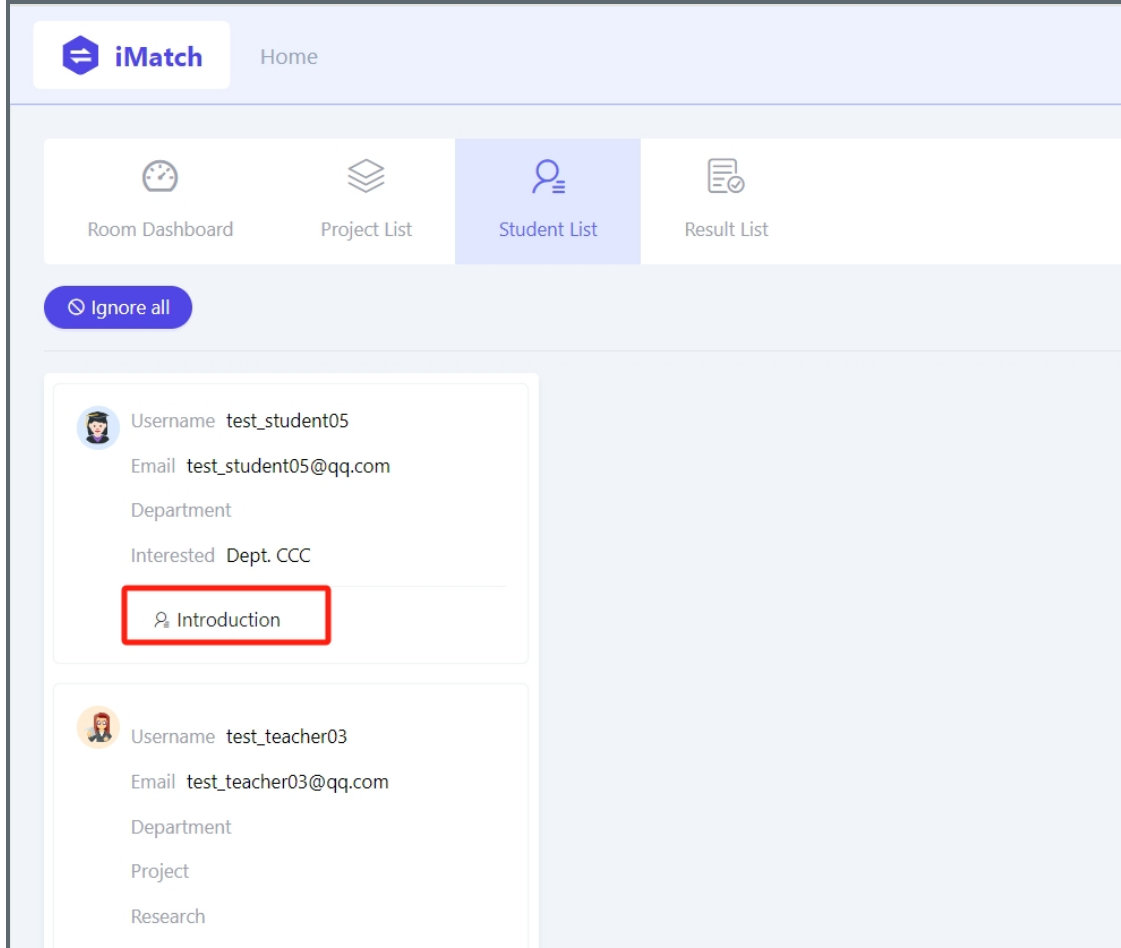 iMatch Home
Room Dashboard Project List Student List Result List
Ignore all
Username test_student05
Email test_student05@qq.com
Department
Interested Dept. CCC
Introduction
Username test_teacher03
Email test_teacher03@qq.com
Department
Project
Research